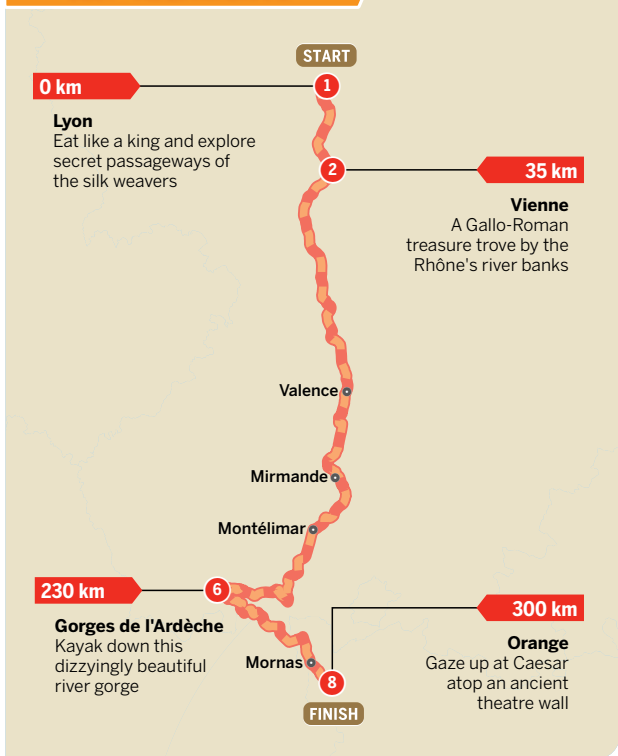 START
0 km
1
Lyon
Eat like a king and explore
secret passageways of
the silk weavers
2
35 km
Vienne
A Gallo-Roman
treasure trove by the
Rhône's river banks
Valence
Mirmande
Montélimar
230 km
6
Gorges de l'Ardèche
Kayak down this
dizzyingly beautiful
river gorge
300 km
Orange
Gaze up at Caesar
atop an ancient
theatre wall
Mornas
8
FINISH